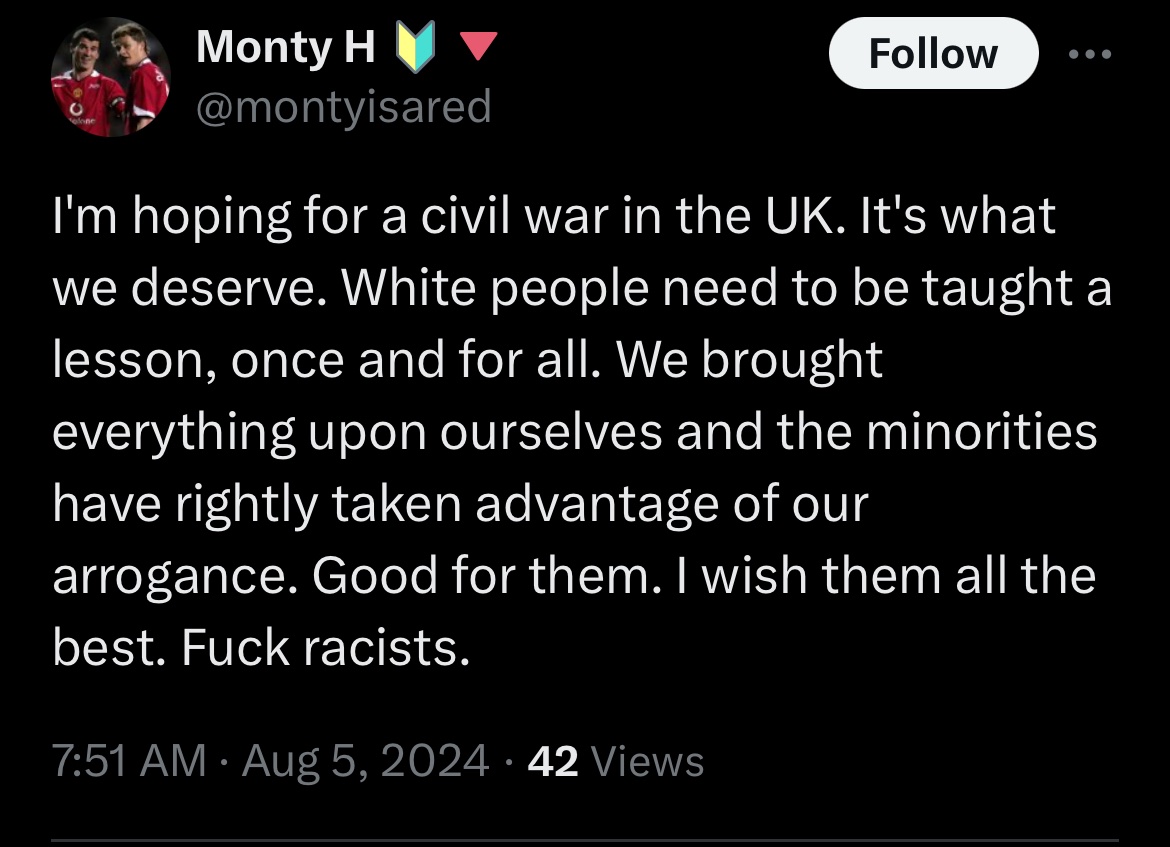 Monty H 🔰 🔻
Follow
@montyisared
I'm hoping for a civil war in the UK. It's what
we deserve. White people need to be taught a
lesson, once and for all. We brought
everything upon ourselves and the minorities
have rightly taken advantage of our
arrogance. Good for them. I wish them all the
best. Fuck racists.
7:51 AM · Aug 5, 2024 · 42 Views